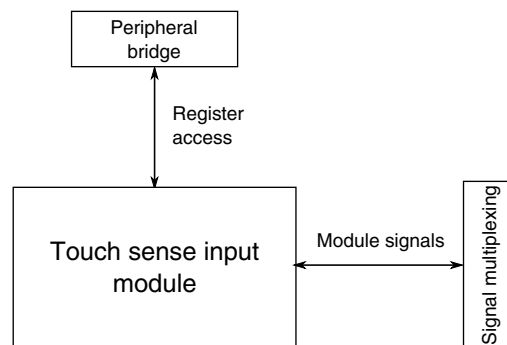 Peripheral
bridge
Register
access
Touch sense input
module
Module signals
Signal multiplexing